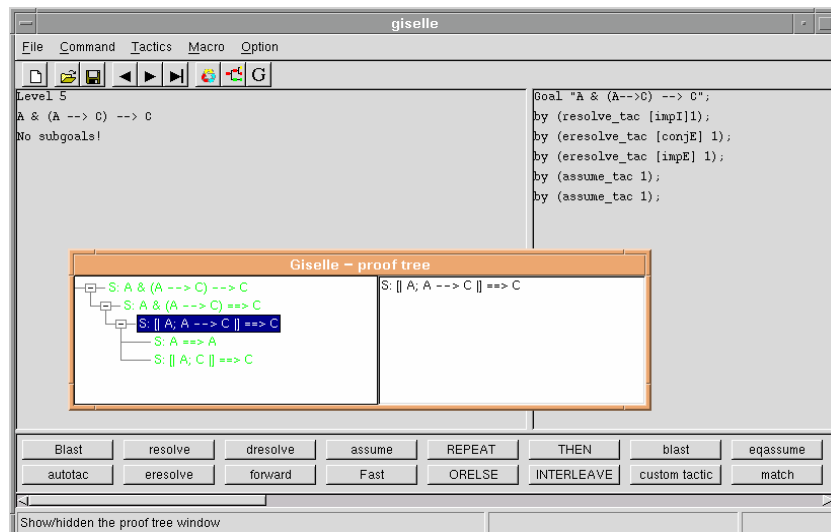 giselle
File Command Tactics Macro Option
G
Level 5
A & (A --> C) --> C
No subgoals!
Goal "A & (A-->C) --> C";
by (resolve_tac [impI]1);
by (eresolve_tac [conjE] 1);
by (eresolve_tac [impE] 1);
by (assume_tac 1);
by (assume_tac 1);
Giselle – proof tree
S: A & (A --> C) --> C
S: A & (A --> C) ==> C
S: [| A; A --> C |] ==> C
S: A ==> A
S: [| A; C |] ==> C
S: [| A; A --> C |] ==> C
Blast resolve dresolve assume REPEAT THEN blast eqassume
autotac eresolve forward Fast ORELSE INTERLEAVE custom tactic match
Show/hidden the proof tree window